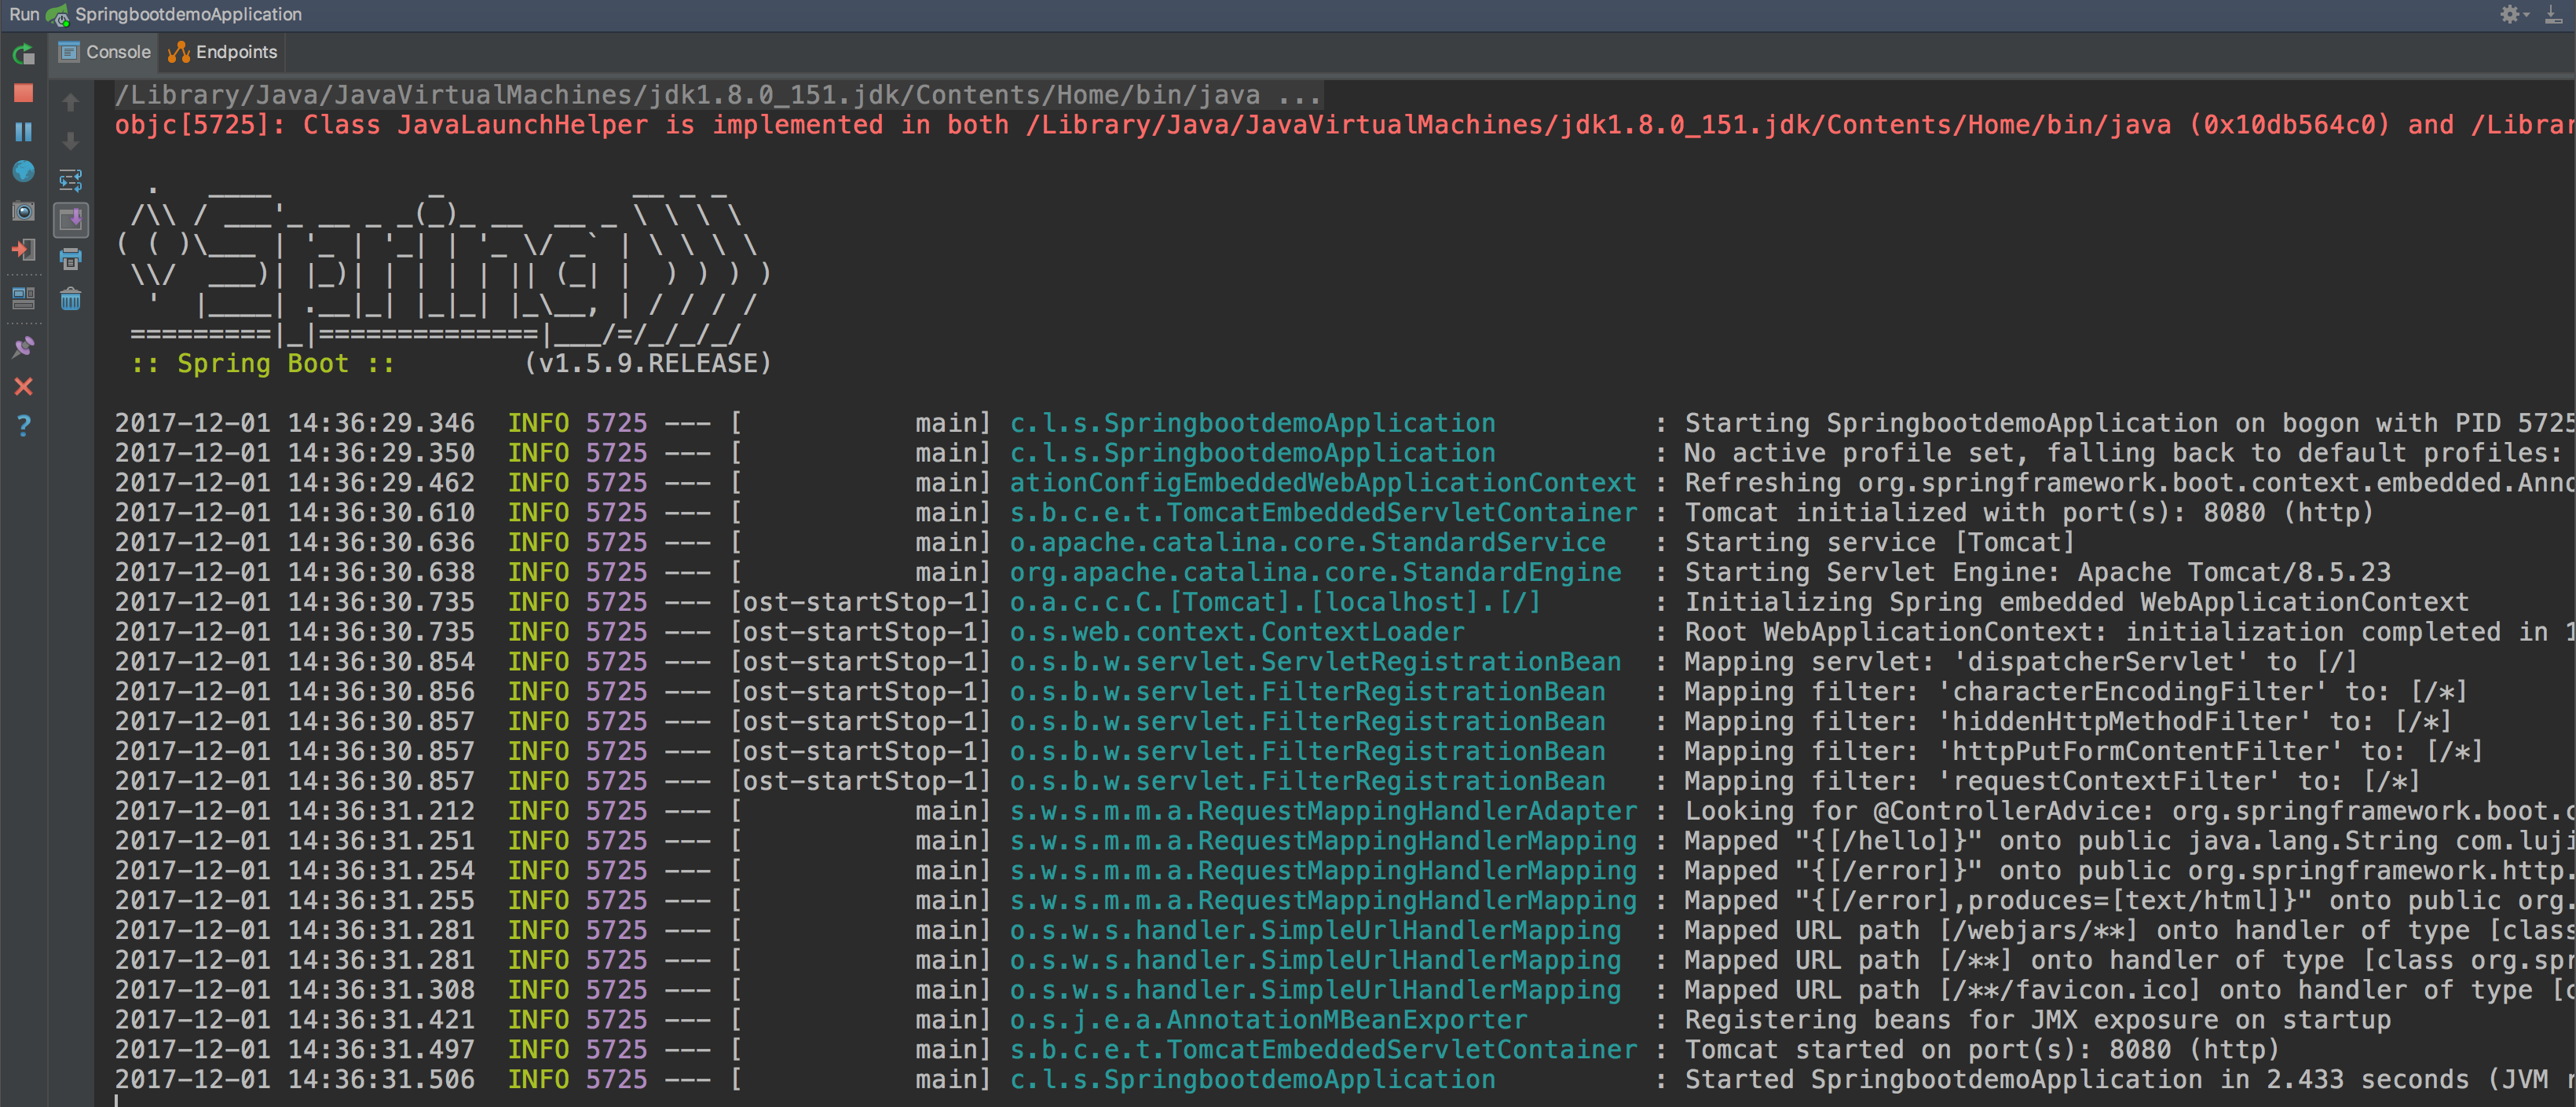 Run SpringbootdemoApplication
Console Endpoints
/Library/Java/JavaVirtualMachines/jdk1.8.0_151.jdk/Contents/Home/bin/java ...
objc[5725]: Class JavaLaunchHelper is implemented in both /Library/Java/JavaVirtualMachines/jdk1.8.0_151.jdk/Contents/Home/bin/java (0x10db564c0) and /Librar
  .   ____          _            __ _ _
 /\\ / ___'_ __ _ _(_)_ __  __ _ \ \ \ \
( ( )\___ | '_ | '_| | '_ \/ _` | \ \ \ \
 \\/  ___)| |_)| | | | | || (_| |  ) ) ) )
  '  |____| .__|_| |_|_| |_\__, | / / / /
 =========|_|==============|___/=/_/_/_/
 :: Spring Boot ::        (v1.5.9.RELEASE)
2017-12-01 14:36:29.346  INFO 5725 --- [           main] c.l.s.SpringbootdemoApplication          : Starting SpringbootdemoApplication on bogon with PID 5725
2017-12-01 14:36:29.350  INFO 5725 --- [           main] c.l.s.SpringbootdemoApplication          : No active profile set, falling back to default profiles:
2017-12-01 14:36:29.462  INFO 5725 --- [           main] ationConfigEmbeddedWebApplicationContext : Refreshing org.springframework.boot.context.embedded.Anno
2017-12-01 14:36:30.610  INFO 5725 --- [           main] s.b.c.e.t.TomcatEmbeddedServletContainer : Tomcat initialized with port(s): 8080 (http)
2017-12-01 14:36:30.636  INFO 5725 --- [           main] o.apache.catalina.core.StandardService   : Starting service [Tomcat]
2017-12-01 14:36:30.638  INFO 5725 --- [           main] org.apache.catalina.core.StandardEngine  : Starting Servlet Engine: Apache Tomcat/8.5.23
2017-12-01 14:36:30.735  INFO 5725 --- [ost-startStop-1] o.a.c.c.C.[Tomcat].[localhost].[/]       : Initializing Spring embedded WebApplicationContext
2017-12-01 14:36:30.735  INFO 5725 --- [ost-startStop-1] o.s.web.context.ContextLoader            : Root WebApplicationContext: initialization completed in 1
2017-12-01 14:36:30.854  INFO 5725 --- [ost-startStop-1] o.s.b.w.servlet.ServletRegistrationBean  : Mapping servlet: 'dispatcherServlet' to [/]
2017-12-01 14:36:30.856  INFO 5725 --- [ost-startStop-1] o.s.b.w.servlet.FilterRegistrationBean   : Mapping filter: 'characterEncodingFilter' to: [/*]
2017-12-01 14:36:30.857  INFO 5725 --- [ost-startStop-1] o.s.b.w.servlet.FilterRegistrationBean   : Mapping filter: 'hiddenHttpMethodFilter' to: [/*]
2017-12-01 14:36:30.857  INFO 5725 --- [ost-startStop-1] o.s.b.w.servlet.FilterRegistrationBean   : Mapping filter: 'httpPutFormContentFilter' to: [/*]
2017-12-01 14:36:30.857  INFO 5725 --- [ost-startStop-1] o.s.b.w.servlet.FilterRegistrationBean   : Mapping filter: 'requestContextFilter' to: [/*]
2017-12-01 14:36:31.212  INFO 5725 --- [           main] s.w.s.m.m.a.RequestMappingHandlerAdapter : Looking for @ControllerAdvice: org.springframework.boot.c
2017-12-01 14:36:31.251  INFO 5725 --- [           main] s.w.s.m.m.a.RequestMappingHandlerMapping : Mapped "{[/hello]}" onto public java.lang.String com.luji
2017-12-01 14:36:31.254  INFO 5725 --- [           main] s.w.s.m.m.a.RequestMappingHandlerMapping : Mapped "{[/error]}" onto public org.springframework.http.
2017-12-01 14:36:31.255  INFO 5725 --- [           main] s.w.s.m.m.a.RequestMappingHandlerMapping : Mapped "{[/error],produces=[text/html]}" onto public org.
2017-12-01 14:36:31.281  INFO 5725 --- [           main] o.s.w.s.handler.SimpleUrlHandlerMapping  : Mapped URL path [/webjars/**] onto handler of type [class
2017-12-01 14:36:31.281  INFO 5725 --- [           main] o.s.w.s.handler.SimpleUrlHandlerMapping  : Mapped URL path [/**] onto handler of type [class org.spr
2017-12-01 14:36:31.308  INFO 5725 --- [           main] o.s.w.s.handler.SimpleUrlHandlerMapping  : Mapped URL path [/**/favicon.ico] onto handler of type [c
2017-12-01 14:36:31.421  INFO 5725 --- [           main] o.s.j.e.a.AnnotationMBeanExporter        : Registering beans for JMX exposure on startup
2017-12-01 14:36:31.497  INFO 5725 --- [           main] s.b.c.e.t.TomcatEmbeddedServletContainer : Tomcat started on port(s): 8080 (http)
2017-12-01 14:36:31.506  INFO 5725 --- [           main] c.l.s.SpringbootdemoApplication          : Started SpringbootdemoApplication in 2.433 seconds (JVM r